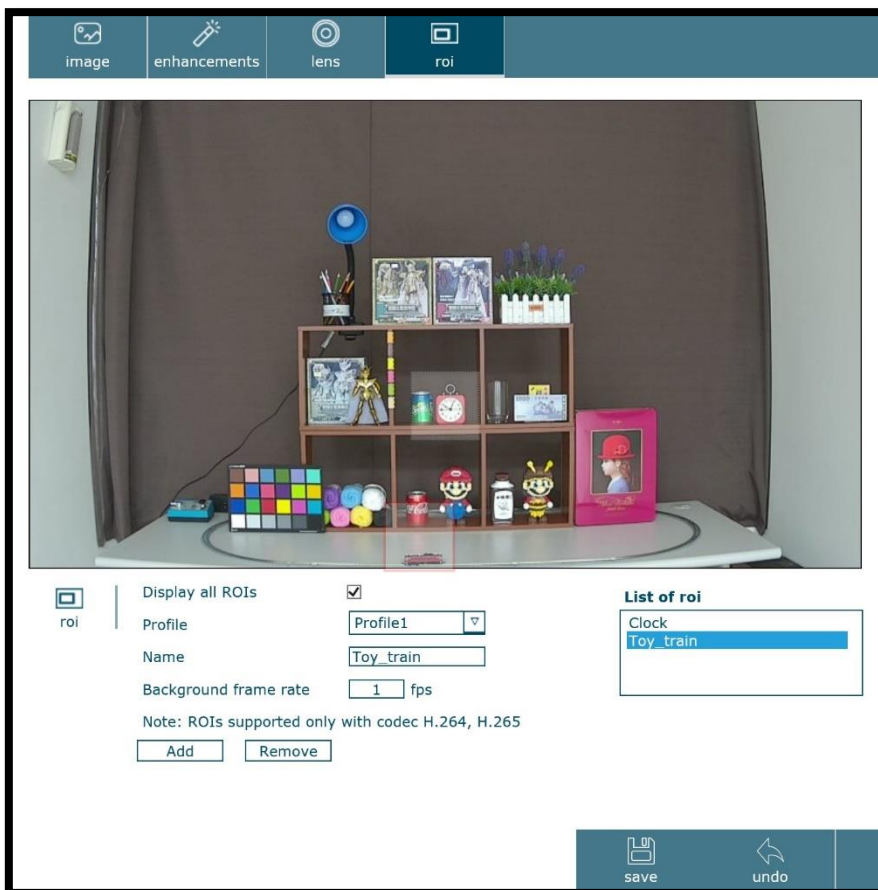 image
enhancements
lens
roi
roi
Display all ROIs
Profile
Profile1
Name
Toy_train
Background frame rate
1 fps
Note: ROIs supported only with codec H.264, H.265
Add
Remove
List of roi
Clock
Toy_train
save
undo